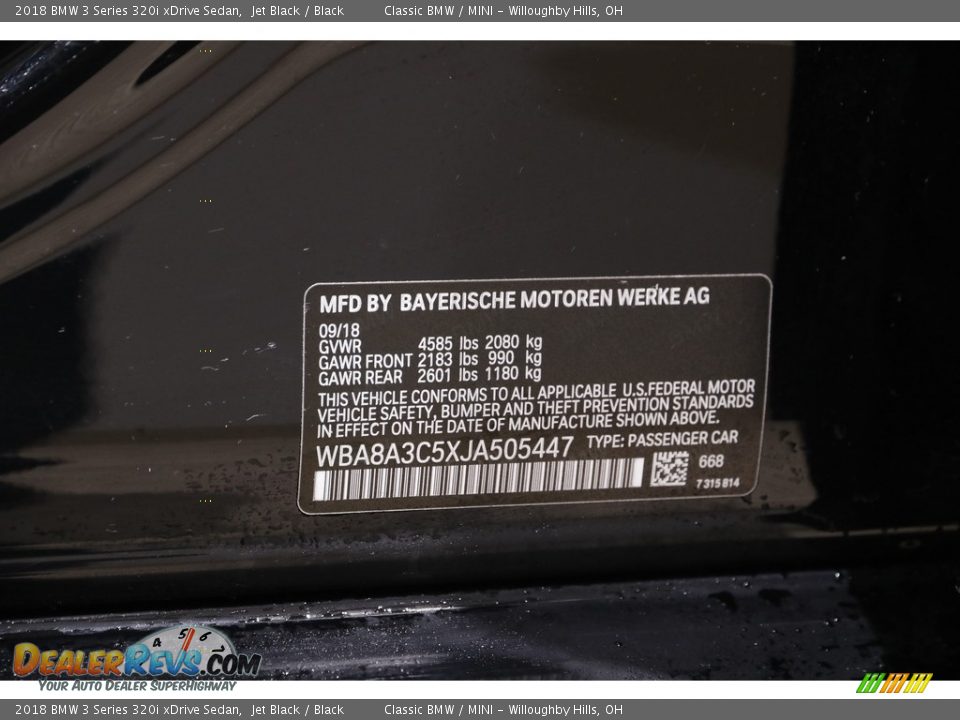 2018 BMW 3 Series 320i xDrive Sedan, Jet Black / Black Classic BMW / MINI – Willoughby Hills, OH
MFD BY BAYERISCHE MOTOREN WERKE AG
09/18
GVWR 4585 lbs 2080 kg
GAWR FRONT 2183 lbs 990 kg
GAWR REAR 2601 lbs 1180 kg
THIS VEHICLE CONFORMS TO ALL APPLICABLE U.S.FEDERAL MOTOR
VEHICLE SAFETY, BUMPER AND THEFT PREVENTION STANDARDS
IN EFFECT ON THE DATE OF MANUFACTURE SHOWN ABOVE.
WBA8A3C5XJA505447 TYPE: PASSENGER CAR
668
7315814
4 5 6
DEALERREVS.COM
YOUR AUTO DEALER SUPERHIGHWAY
2018 BMW 3 Series 320i xDrive Sedan, Jet Black / Black Classic BMW / MINI – Willoughby Hills, OH